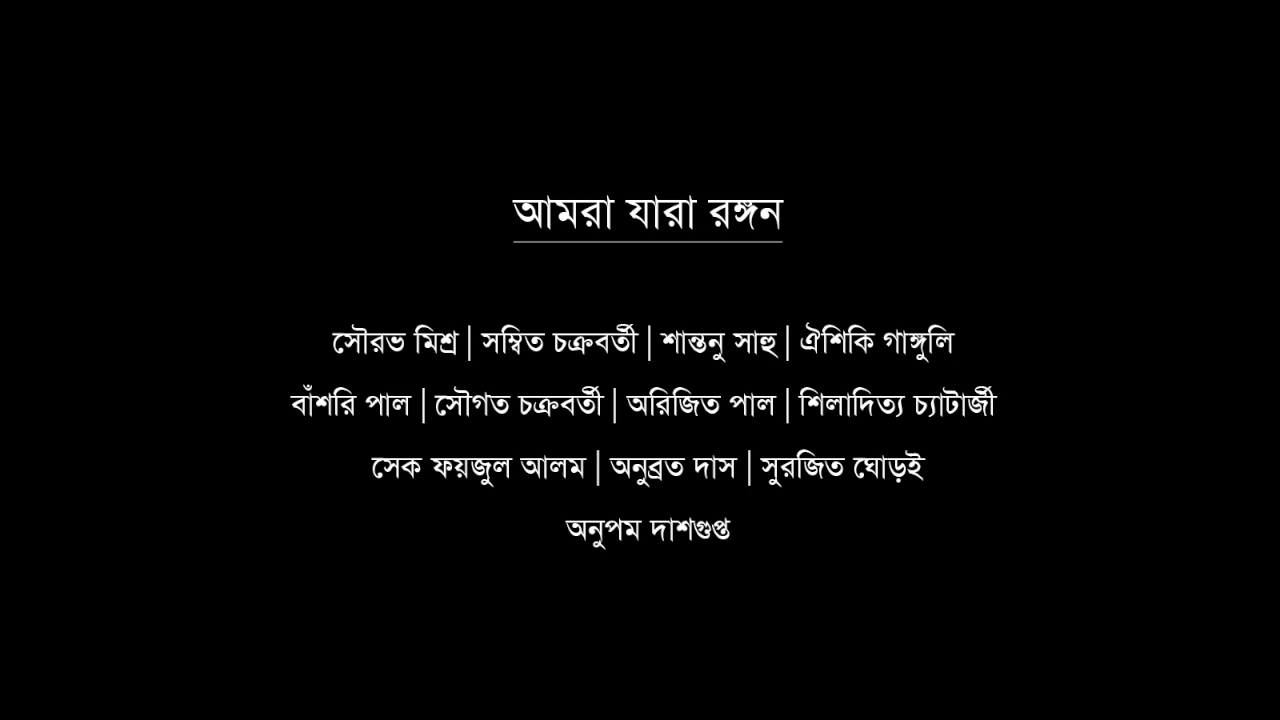 আমরা যারা রঙ্গন
সৌরভ মিশ্র | সম্বিত চক্রবর্তী | শান্তনু সাহু | ঐশিকি গাঙ্গুলি
বাঁশরি পাল | সৌগত চক্রবর্তী | অরিজিত পাল | শিলাদিত্য চ্যাটার্জী
সেক ফয়জুল আলম | অনুব্রত দাস | সুরজিত ঘোড়ই
অনুপম দাশগুপ্ত